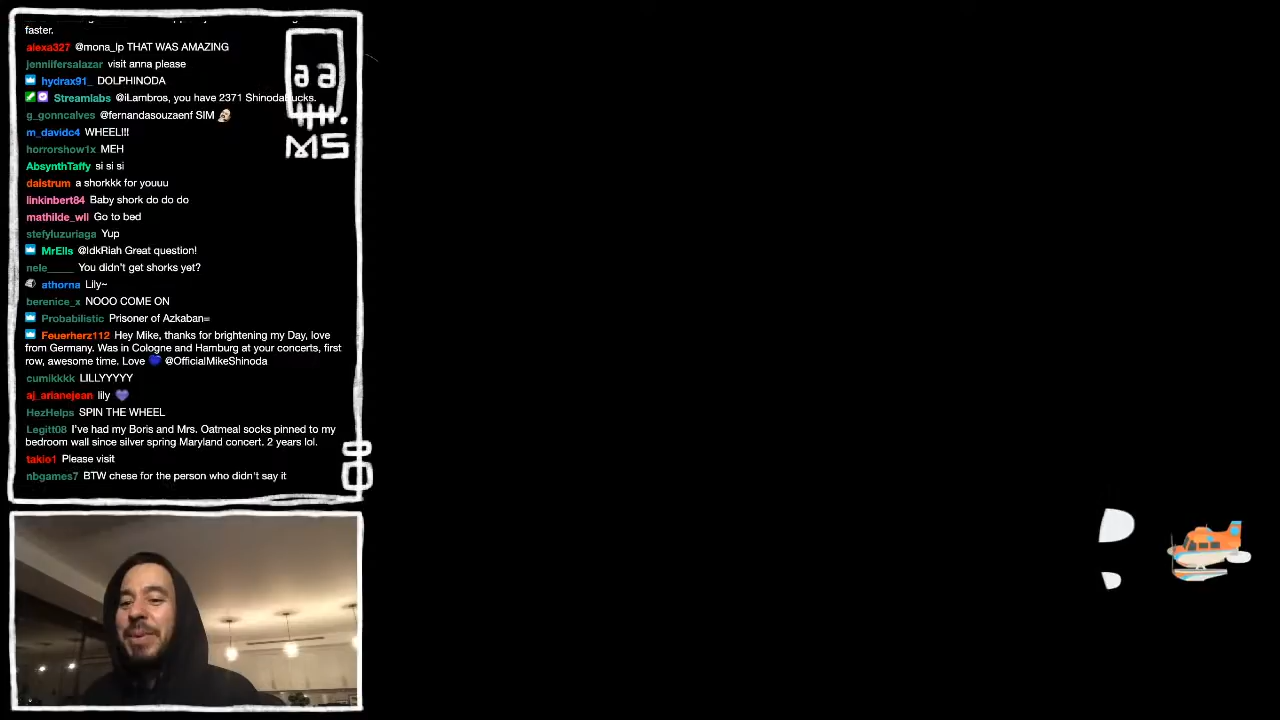 faster.
alexa327 @mona_lp THAT WAS AMAZING
jenniifersalazar visit anna please
hydrax91_ DOLPHINODA
Streamlabs @iLambros, you have 2371 ShinodaBucks.
g_gonncalves @fernandasouzaenf SIM
m_davidc4 WHEEL!!!
horrorshow1x MEH
AbsynthTaffy si si si
daistrum a shorkkk for youuu
linkinbert84 Baby shork do do do
mathilde_wll Go to bed
stefyluzuriaga Yup
MrElls @IdkRiah Great question!
nele_____ You didn't get shorks yet?
athorna Lily~
berenice_x NOOO COME ON
Probabilistic Prisoner of Azkaban=
Feuerherz112 Hey Mike, thanks for brightening my Day, love
from Germany. Was in Cologne and Hamburg at your concerts, first
row, awesome time. Love 💙 @OfficialMikeShinoda
cumikkkk LILLYYYYY
aj_arianejean lily 💜
HezHelps SPIN THE WHEEL
Legitt08 I've had my Boris and Mrs. Oatmeal socks pinned to my
bedroom wall since silver spring Maryland concert. 2 years lol.
takio1 Please visit
nbgames7 BTW chese for the person who didn't say it
MS